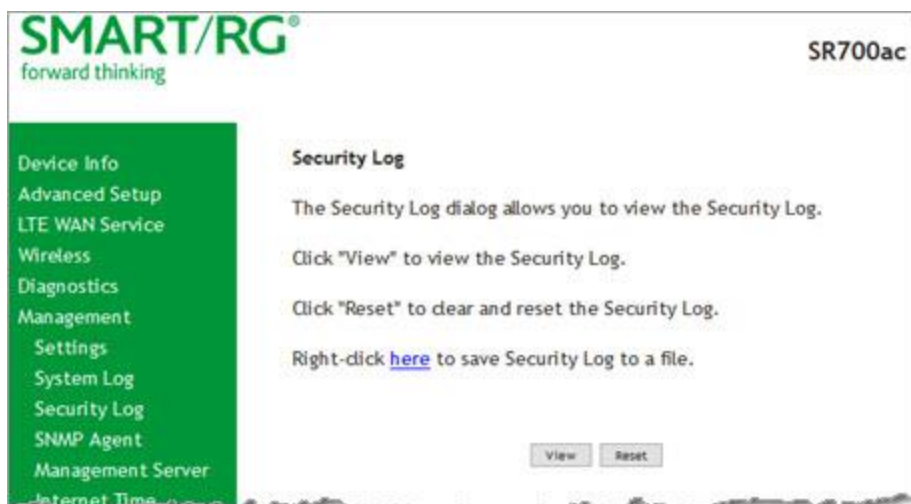 SMART/RG®
forward thinking
SR700ac
Device Info
Advanced Setup
LTE WAN Service
Wireless
Diagnostics
Management
Settings
System Log
Security Log
SNMP Agent
Management Server
Internet Time
Security Log
The Security Log dialog allows you to view the Security Log.
Click "View" to view the Security Log.
Click "Reset" to clear and reset the Security Log.
Right-click here to save Security Log to a file.
View Reset